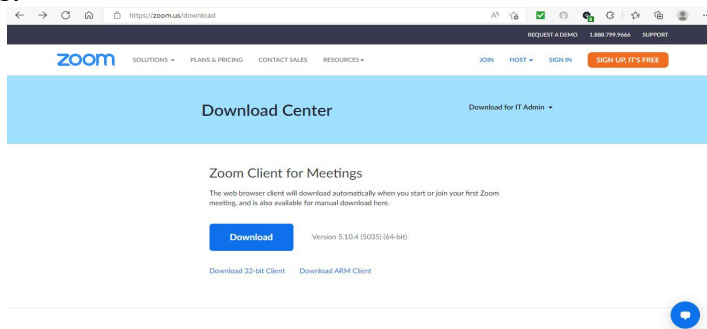 https://zoom.us/download
REQUEST A DEMO 1.888.799.9666 SUPPORT
zoom SOLUTIONS PLANS & PRICING CONTACT SALES RESOURCES JOIN HOST SIGN IN SIGN UP, IT'S FREE
Download Center Download for IT Admin
Zoom Client for Meetings
The web browser client will download automatically when you start or join your first Zoom
meeting, and is also available for manual download here.
Download Version 5.10.4 (5035) (64-bit)
Download 32-bit Client Download ARM Client